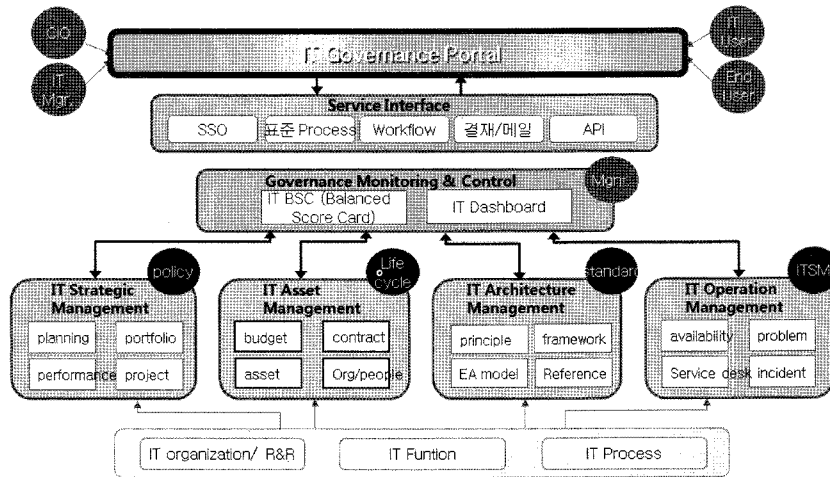 CIO
IT
Mgr.
IT Governance Portal
IT
User
End
User
Service Interface
SSO
표준 Process
Workflow
결재/메일
API
Governance Monitoring & Control
Mgnr.
IT BSC (Balanced
Score Card)
IT Dashboard
policy
Life
cycle
standard
ITSM
IT Strategic
Management
planning
portfolio
performance
project
IT Asset
Management
budget
contract
asset
Org/people
IT Architecture
Management
principle
framework
EA model
Reference
IT Operation
Management
availability
problem
Service desk
incident
IT organization/ R&R
IT Funtion
IT Process